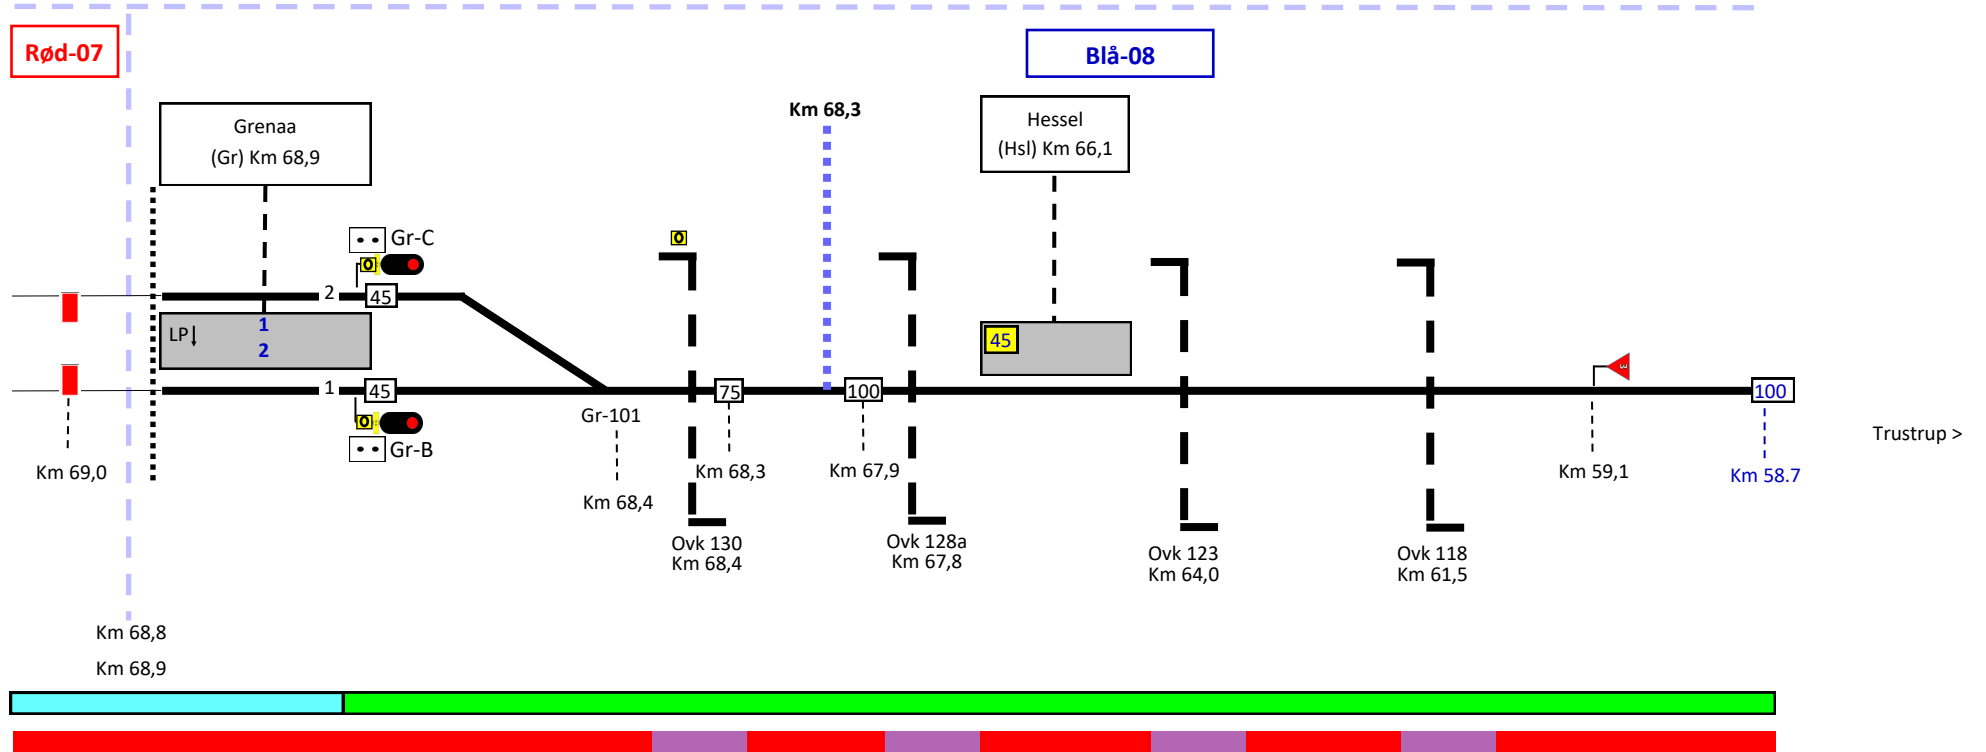 Rød-07
Blå-08
Grenaa
(Gr) Km 68,9
Km 68,3
Hessel
(Hsl) Km 66,1
Gr-C
O
O
2
45
LP↓
1
2
45
1
45
75
100
3
100
O
Gr-B
Gr-101
Trustrup >
Km 69,0
Km 68,3
Km 67,9
Km 59,1
Km 58.7
Km 68,4
Ovk 130
Km 68,4
Ovk 128a
Km 67,8
Ovk 123
Km 64,0
Ovk 118
Km 61,5
Km 68,8
Km 68,9